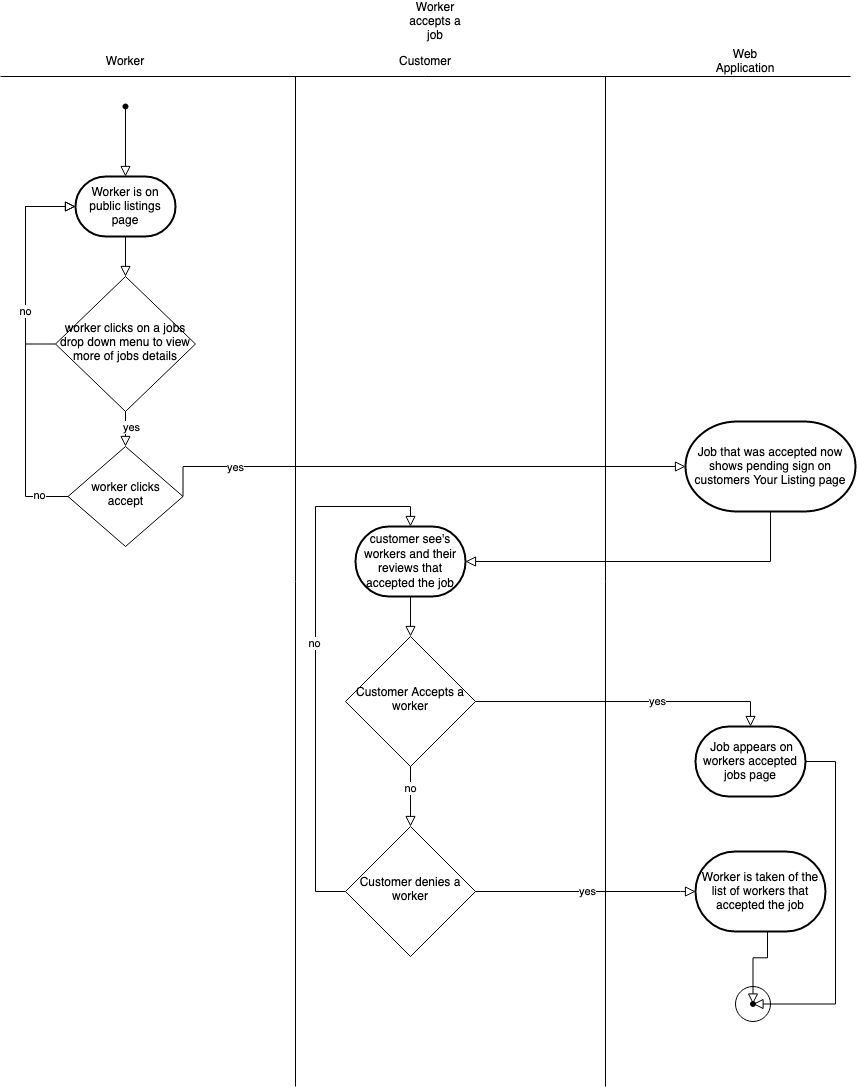 Worker
accepts a
job
Worker
Customer
Web
Application
Worker is on
public listings
page
no
worker clicks on a jobs
drop down menu to view
more of jobs details
yes
worker clicks
accept
no
yes
Job that was accepted now
shows pending sign on
customers Your Listing page
customer see's
workers and their
reviews that
accepted the job
no
Customer Accepts a
worker
yes
Job appears on
workers accepted
jobs page
no
Customer denies a
worker
yes
Worker is taken of the
list of workers that
accepted the job